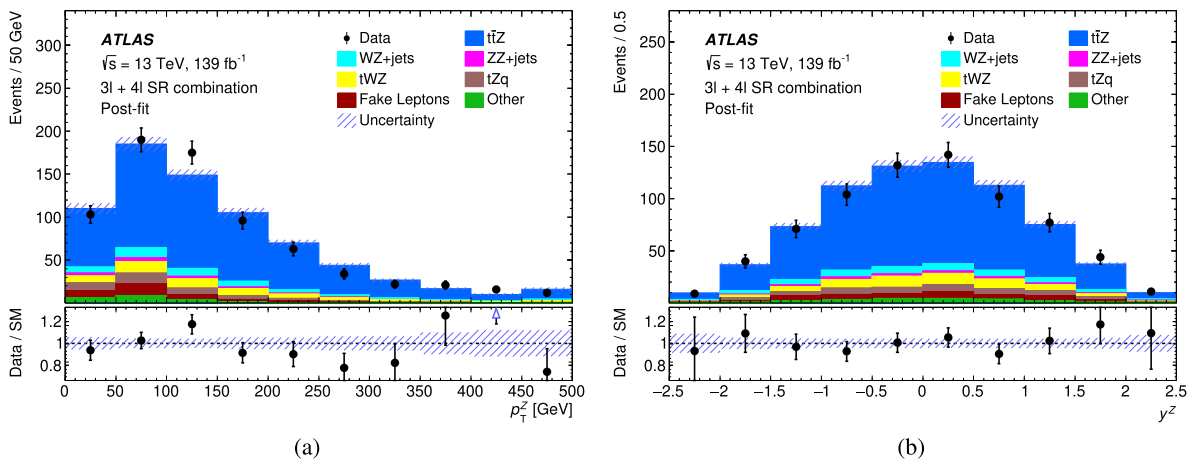 Events / 50 GeV
300
250
200
150
100
50
ATLAS
√s = 13 TeV, 139 fb⁻¹
3l + 4l SR combination
Post-fit
Data
tt̄Z
WZ+jets
ZZ+jets
tWZ
tZq
Fake Leptons
Other
Uncertainty
Data / SM
1.2
1
0.8
0 50 100 150 200 250 300 350 400 450 500
p_T^Z [GeV]
(a)
Events / 0.5
250
200
150
100
50
ATLAS
√s = 13 TeV, 139 fb⁻¹
3l + 4l SR combination
Post-fit
Data
tt̄Z
WZ+jets
ZZ+jets
tWZ
tZq
Fake Leptons
Other
Uncertainty
Data / SM
1.2
1
0.8
−2.5 −2 −1.5 −1 −0.5 0 0.5 1 1.5 2 2.5
y^Z
(b)